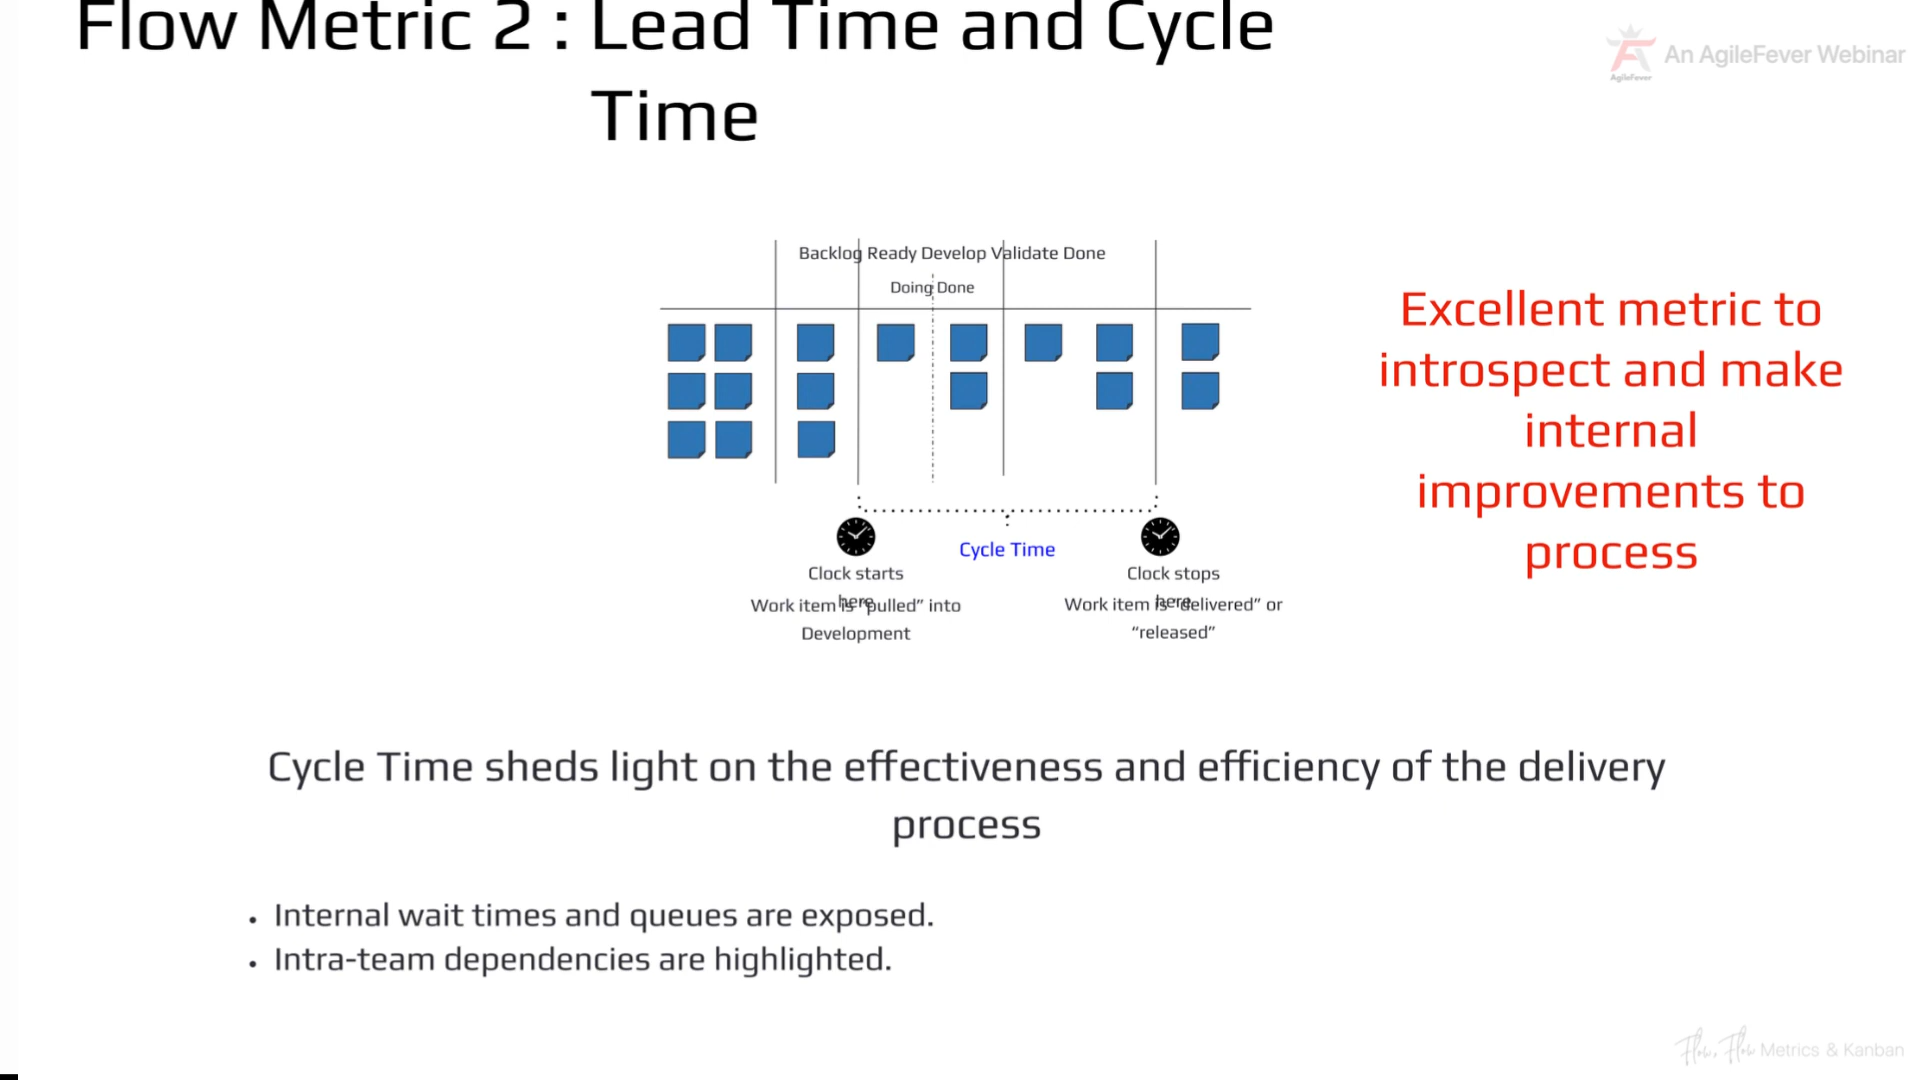 Flow Metric 2 : Lead Time and Cycle
Time
An AgileFever Webinar
AgileFever
Backlog Ready Develop Validate Done
Doing Done
Excellent metric to
introspect and make
internal
improvements to
process
Cycle Time
Clock starts
here
Work item is “pulled” into
Development
Clock stops
here
Work item is “delivered” or
“released”
Cycle Time sheds light on the effectiveness and efficiency of the delivery
process
• Internal wait times and queues are exposed.
• Intra-team dependencies are highlighted.
Flow, Flow Metrics & Kanban